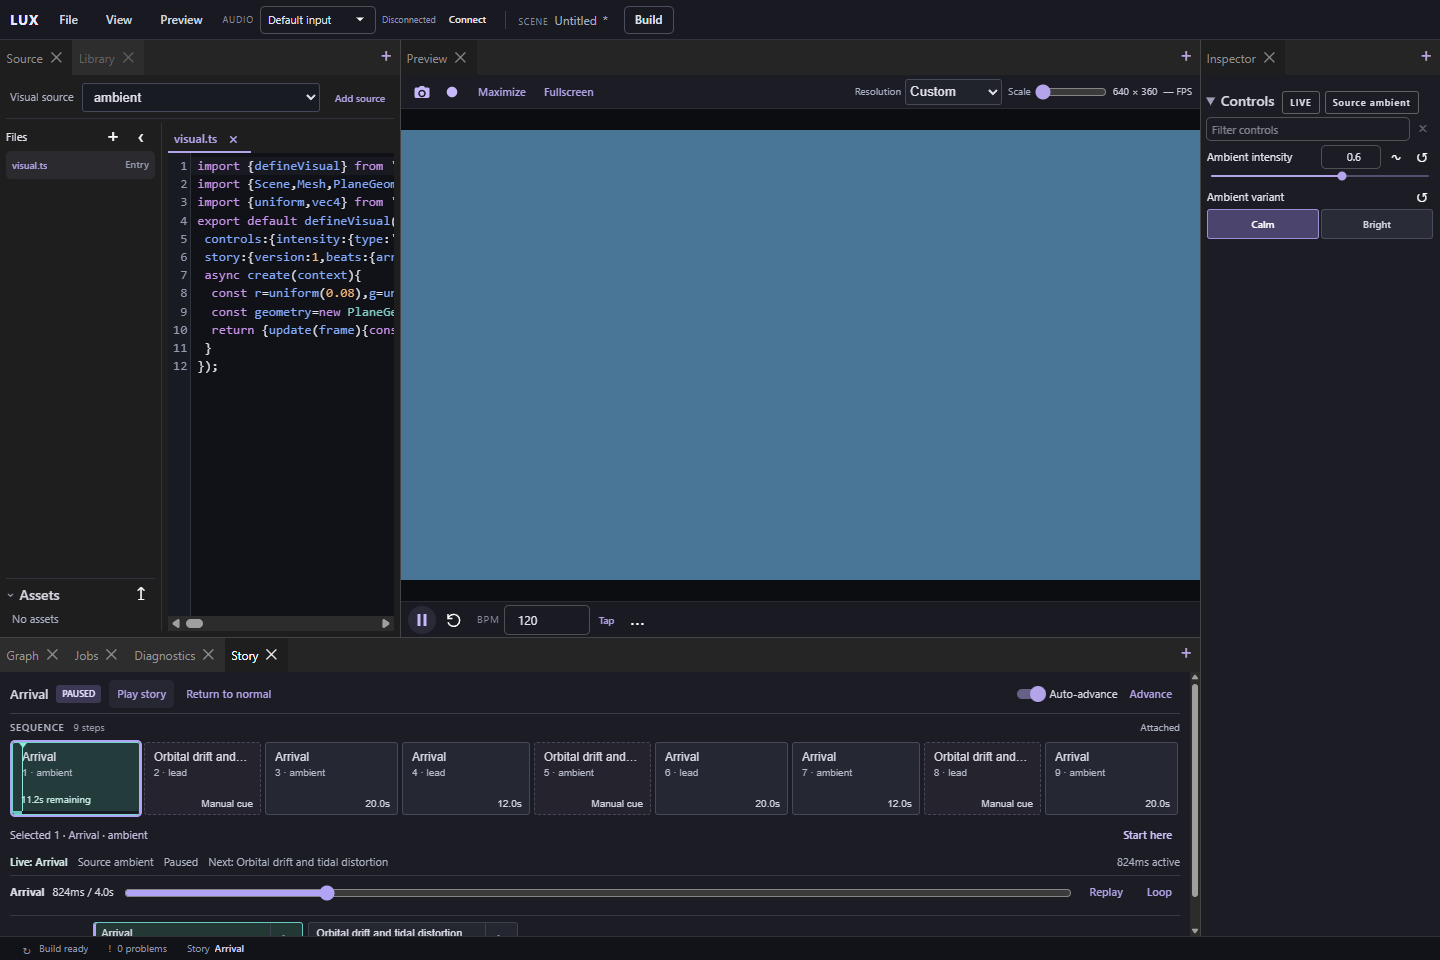 LUX File View Preview AUDIO Default input Disconnected Connect SCENE Untitled * Build
Source Library
Visual source ambient Add source
Files
visual.ts Entry
visual.ts
1 import {defineVisual} from '
2 import {Scene,Mesh,PlaneGeom
3 import {uniform,vec4} from '
4 export default defineVisual(
5 controls:{intensity:{type:'
6 story:{version:1,beats:{arr
7 async create(context){
8 const r=uniform(0.08),g=un
9 const geometry=new PlaneGe
10 return {update(frame){cons
11 }
12 });
Assets
No assets
Preview
Maximize Fullscreen Resolution Custom Scale 640 × 360 — FPS
BPM 120 Tap ...
Inspector
Controls LIVE Source ambient
Filter controls
Ambient intensity 0.6
Ambient variant
Calm Bright
Graph Jobs Diagnostics Story
Arrival PAUSED Play story Return to normal Auto-advance Advance
SEQUENCE 9 steps Attached
Arrival
1 · ambient
11.2s remaining
Orbital drift and...
2 · lead
Manual cue
Arrival
3 · ambient
20.0s
Arrival
4 · lead
12.0s
Orbital drift and...
5 · ambient
Manual cue
Arrival
6 · lead
20.0s
Arrival
7 · ambient
12.0s
Orbital drift and...
8 · lead
Manual cue
Arrival
9 · ambient
20.0s
Selected 1 · Arrival · ambient Start here
Live: Arrival Source ambient Paused Next: Orbital drift and tidal distortion 824ms active
Arrival 824ms / 4.0s Replay Loop
Arrival Orbital drift and tidal distortion
Build ready ! 0 problems Story Arrival